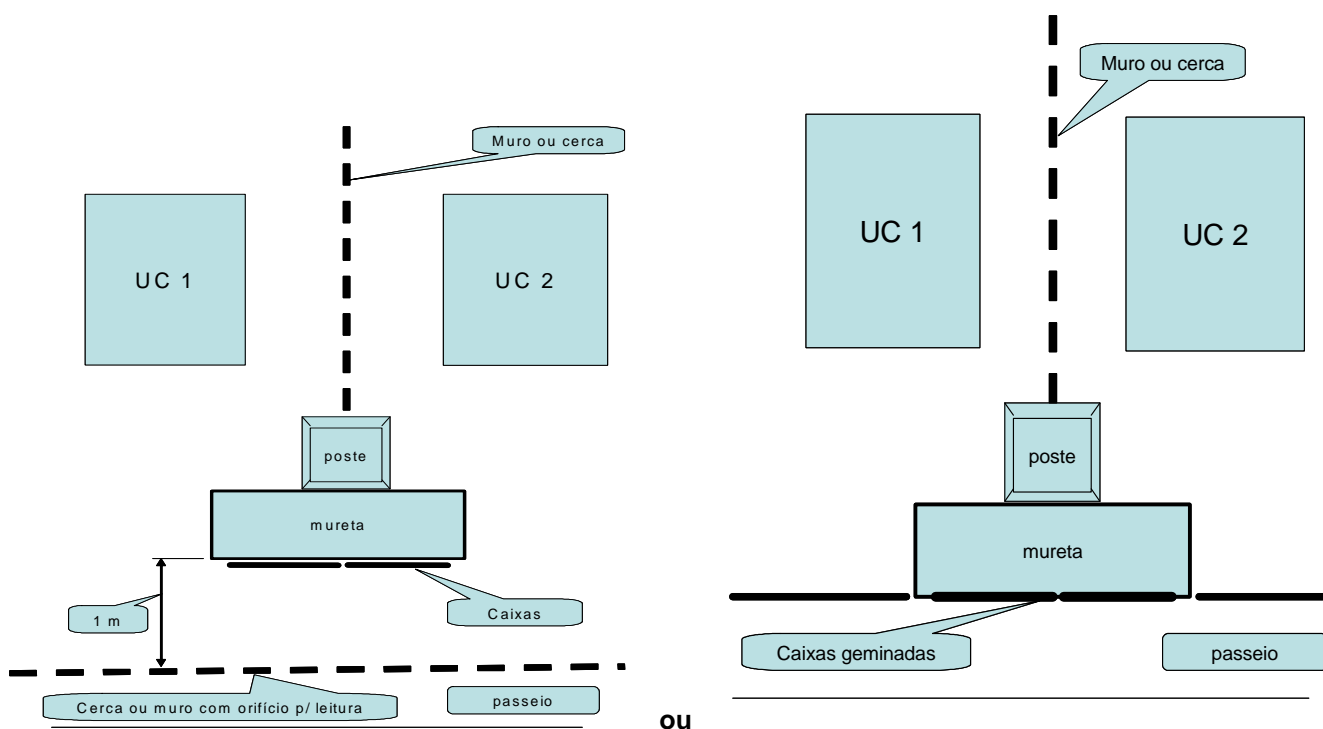 Muro ou cerca
UC 1
UC 2
poste
mureta
1 m
Caixas
Cerca ou muro com orifício p/ leitura
passeio
ou
Muro ou cerca
UC 1
UC 2
poste
mureta
Caixas geminadas
passeio